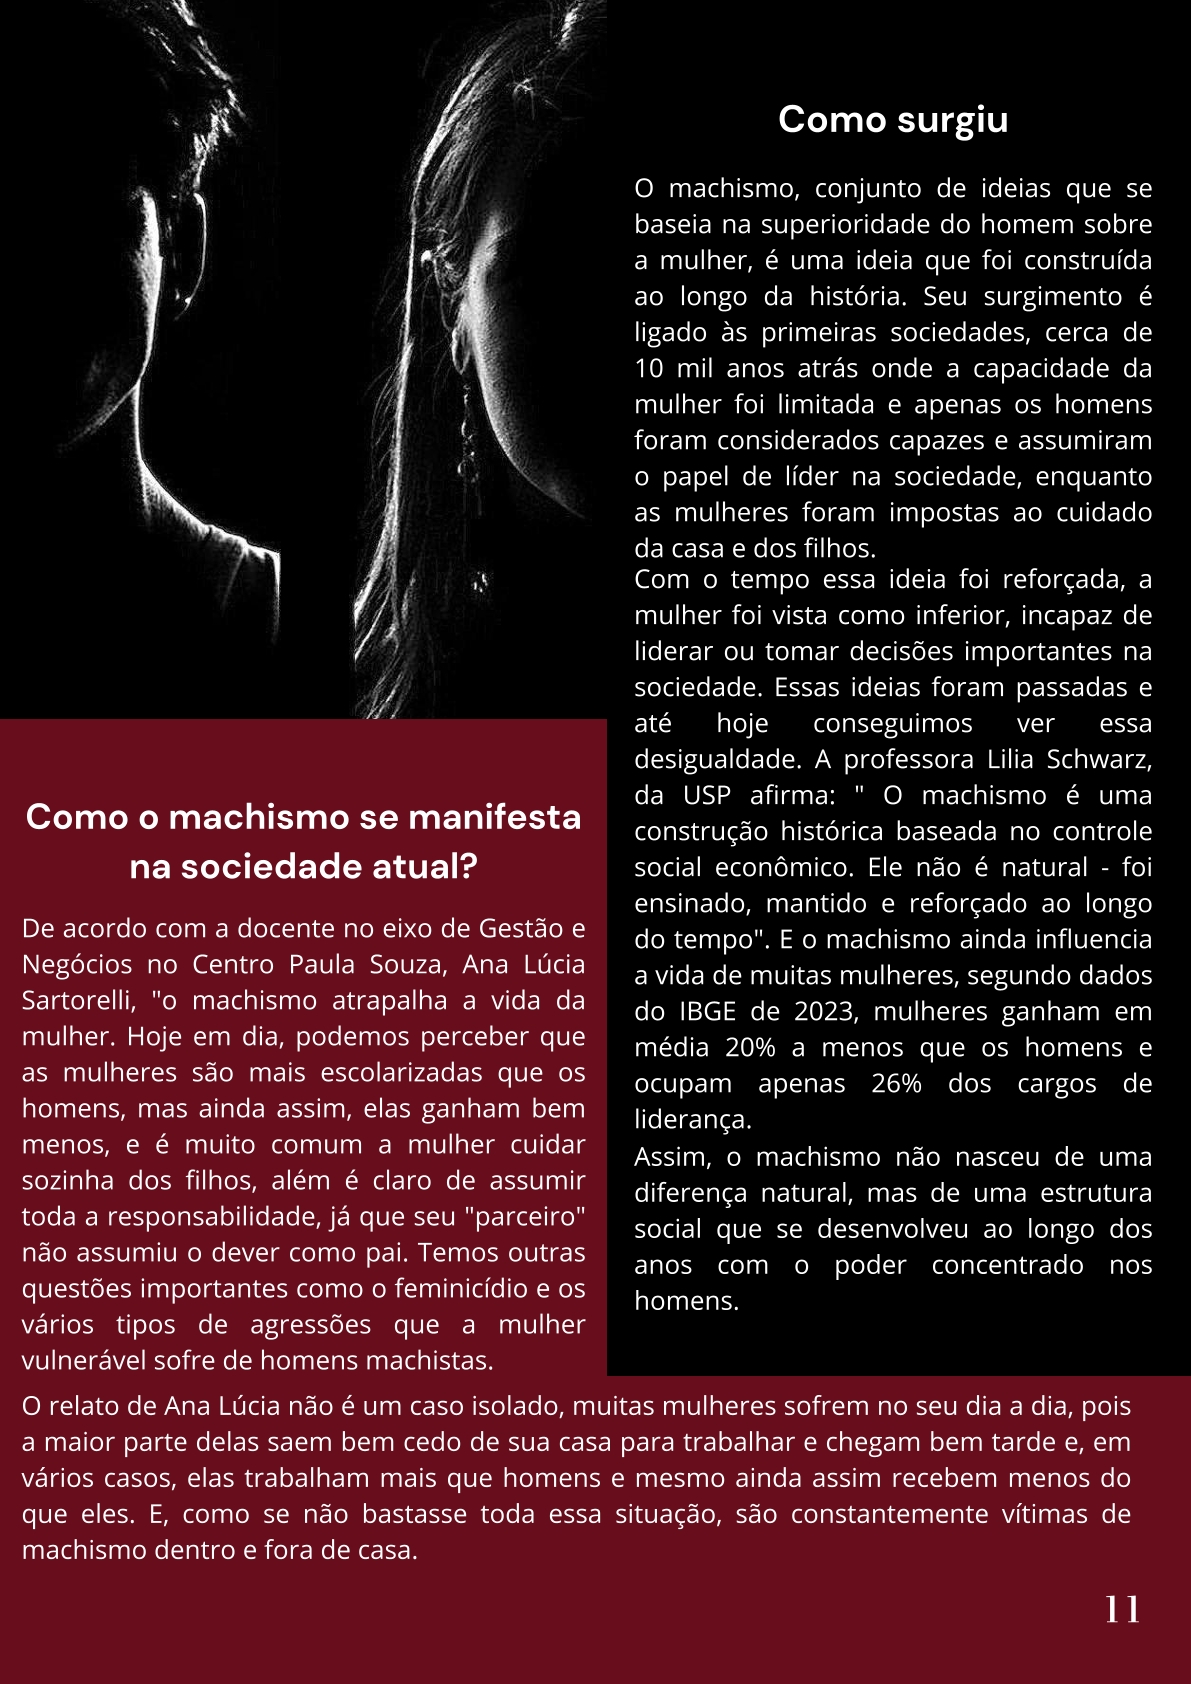 Como surgiu
O machismo, conjunto de ideias que se
baseia na superioridade do homem sobre
a mulher, é uma ideia que foi construída
ao longo da história. Seu surgimento é
ligado às primeiras sociedades, cerca de
10 mil anos atrás onde a capacidade da
mulher foi limitada e apenas os homens
foram considerados capazes e assumiram
o papel de líder na sociedade, enquanto
as mulheres foram impostas ao cuidado
da casa e dos filhos.
Com o tempo essa ideia foi reforçada, a
mulher foi vista como inferior, incapaz de
liderar ou tomar decisões importantes na
sociedade. Essas ideias foram passadas e
até hoje conseguimos ver essa
desigualdade. A professora Lilia Schwarz,
da USP afirma: " O machismo é uma
construção histórica baseada no controle
social econômico. Ele não é natural - foi
ensinado, mantido e reforçado ao longo
do tempo". E o machismo ainda influencia
a vida de muitas mulheres, segundo dados
do IBGE de 2023, mulheres ganham em
média 20% a menos que os homens e
ocupam apenas 26% dos cargos de
liderança.
Assim, o machismo não nasceu de uma
diferença natural, mas de uma estrutura
social que se desenvolveu ao longo dos
anos com o poder concentrado nos
homens.
Como o machismo se manifesta
na sociedade atual?
De acordo com a docente no eixo de Gestão e
Negócios no Centro Paula Souza, Ana Lúcia
Sartorelli, "o machismo atrapalha a vida da
mulher. Hoje em dia, podemos perceber que
as mulheres são mais escolarizadas que os
homens, mas ainda assim, elas ganham bem
menos, e é muito comum a mulher cuidar
sozinha dos filhos, além é claro de assumir
toda a responsabilidade, já que seu "parceiro"
não assumiu o dever como pai. Temos outras
questões importantes como o feminicídio e os
vários tipos de agressões que a mulher
vulnerável sofre de homens machistas.
O relato de Ana Lúcia não é um caso isolado, muitas mulheres sofrem no seu dia a dia, pois
a maior parte delas saem bem cedo de sua casa para trabalhar e chegam bem tarde e, em
vários casos, elas trabalham mais que homens e mesmo ainda assim recebem menos do
que eles. E, como se não bastasse toda essa situação, são constantemente vítimas de
machismo dentro e fora de casa.
11